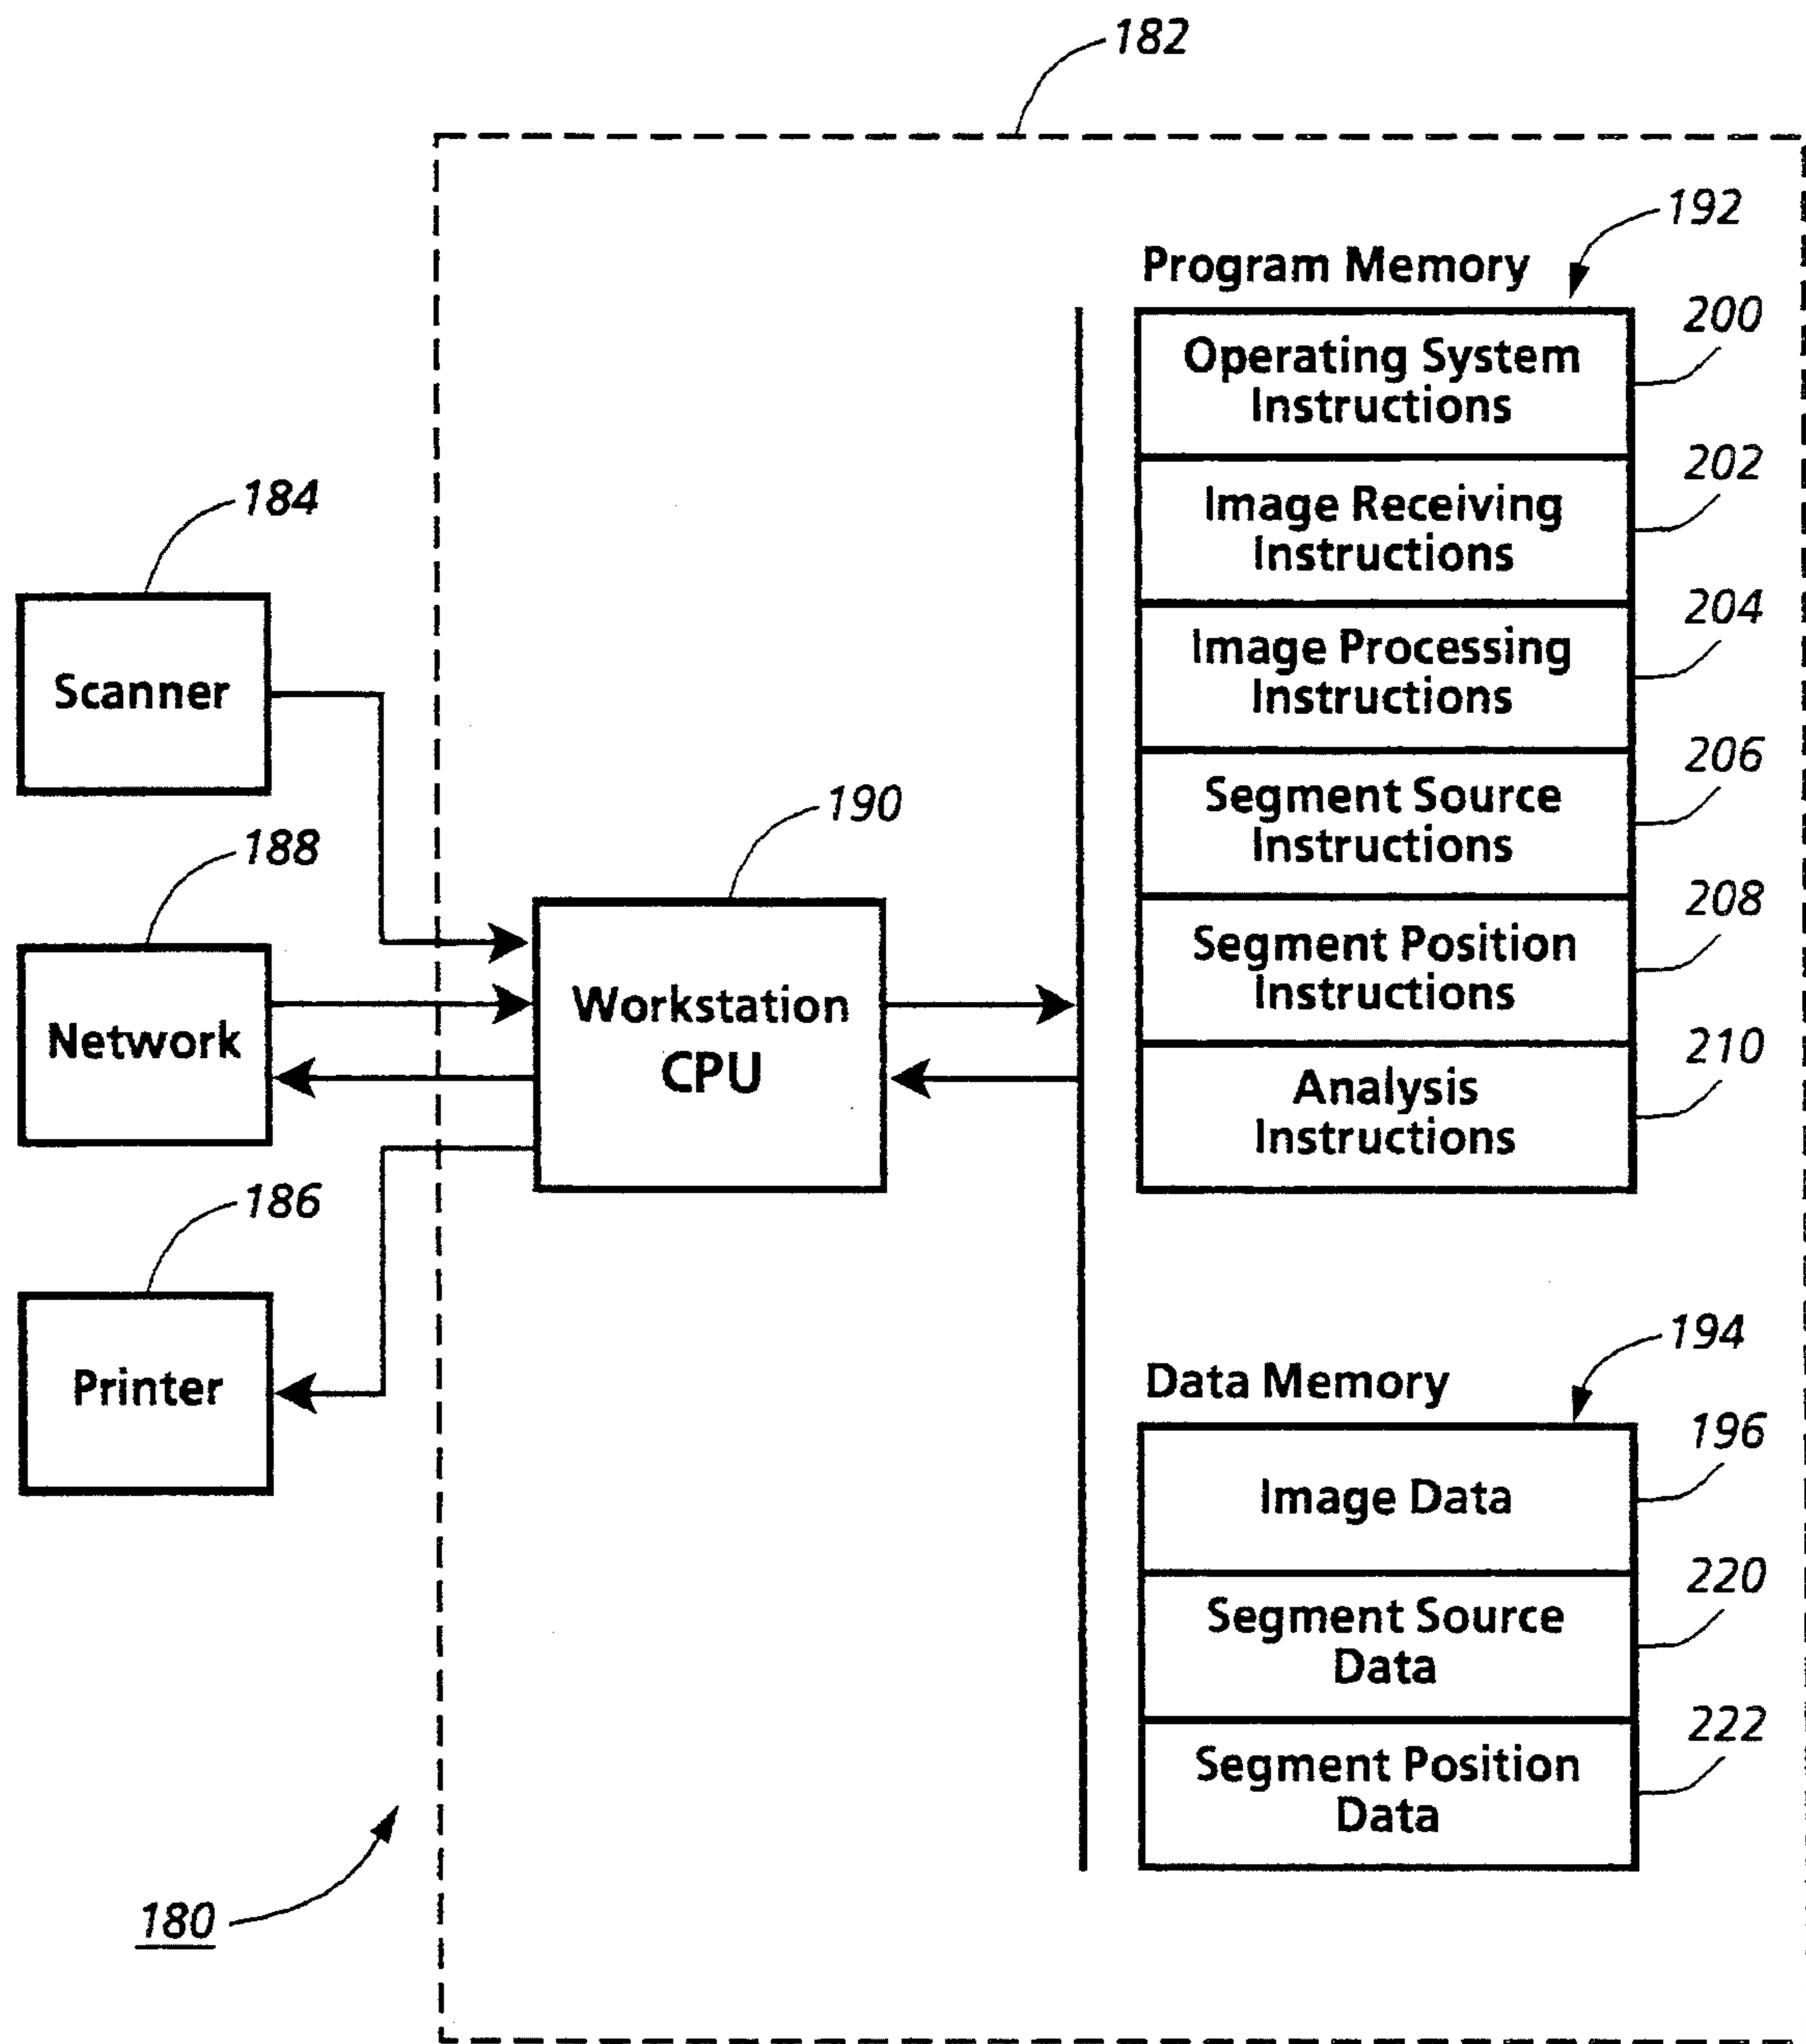 182
192
Program Memory
200
Operating System
Instructions
202
Image Receiving
Instructions
184
204
Scanner
Image Processing
Instructions
206
Segment Source
Instructions
190
188
208
Network
Workstation
CPU
Segment Position
Instructions
210
Analysis
Instructions
186
Printer
194
Data Memory
196
Image Data
220
Segment Source
Data
222
Segment Position
Data
180